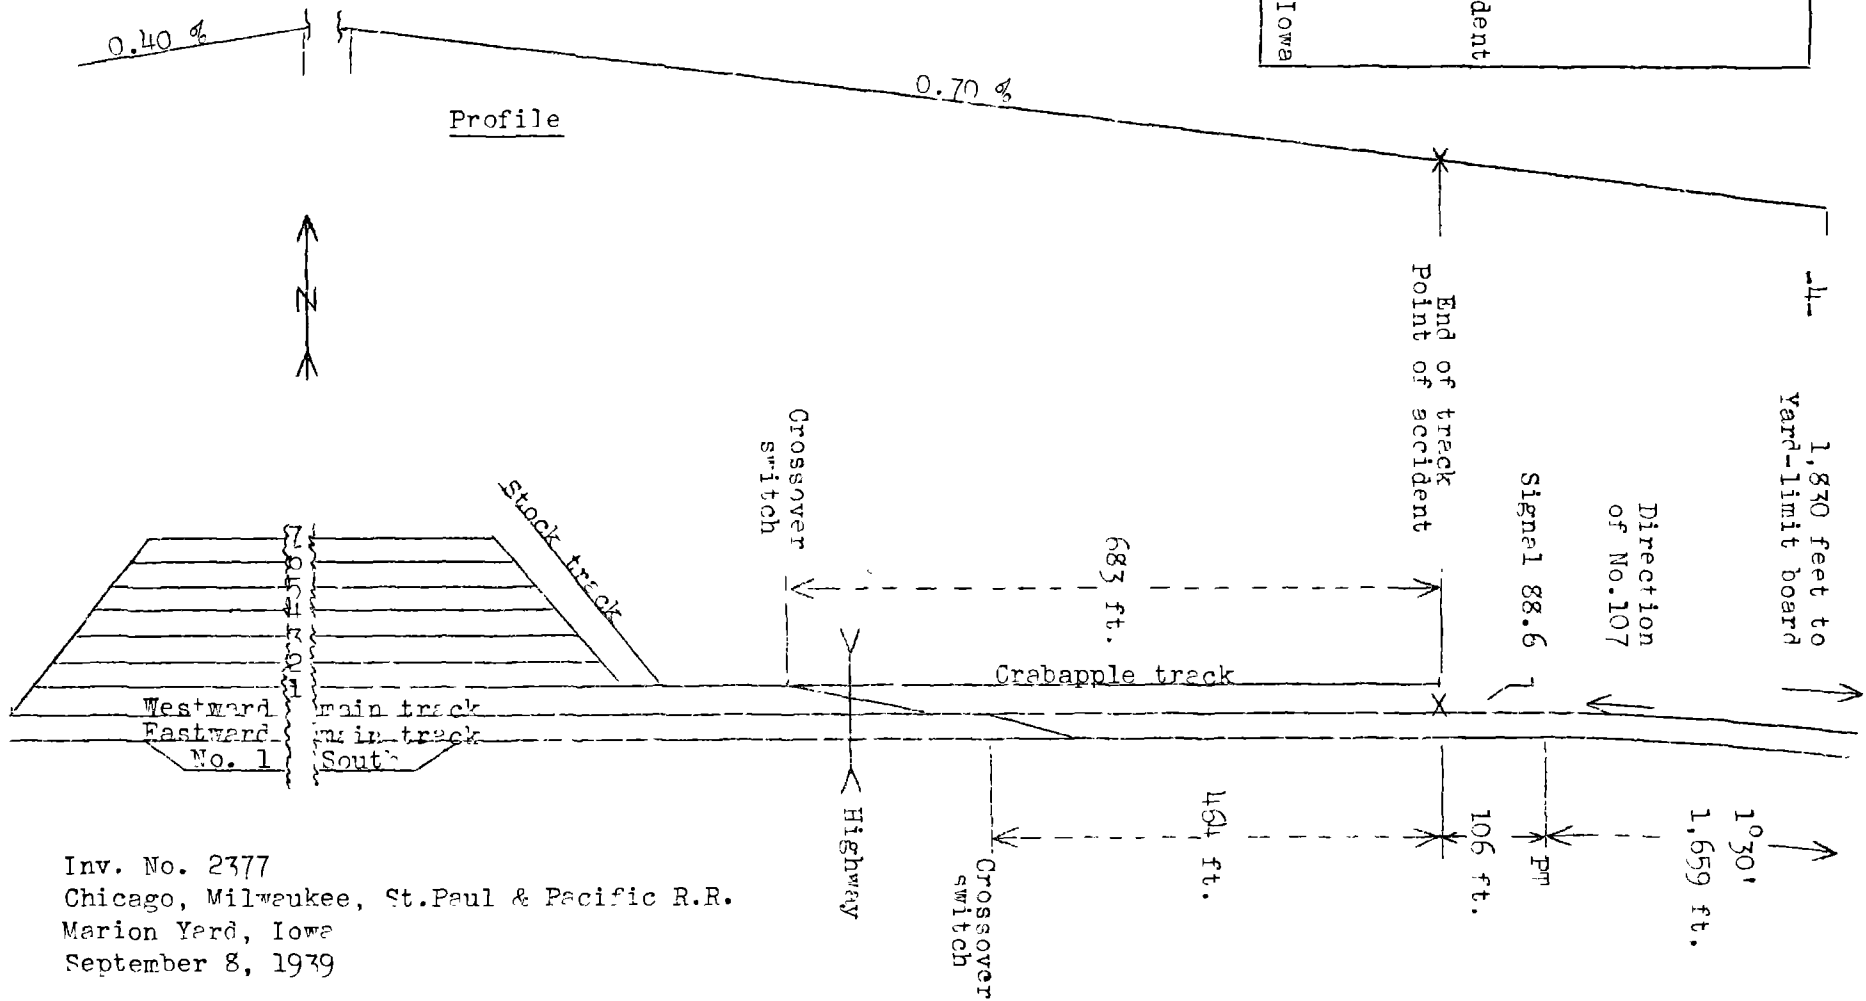 Iowa
dent
0.40 %
0.70 %
Profile
-4-
N
End of track
Point of accident
1,830 feet to
Yard-limit board
Direction
of No.107
Signal 88.6
Crossover
switch
683 ft.
Stock track
7
6
5
4
3
2
1
Crabapple track
Westward main track
Eastward main track
No. 1 South
Highway
Crossover
switch
464 ft.
106 ft.
PT
1°30'
1,659 ft.
Inv. No. 2377
Chicago, Milwaukee, St.Paul & Pacific R.R.
Marion Yard, Iowa
September 8, 1939